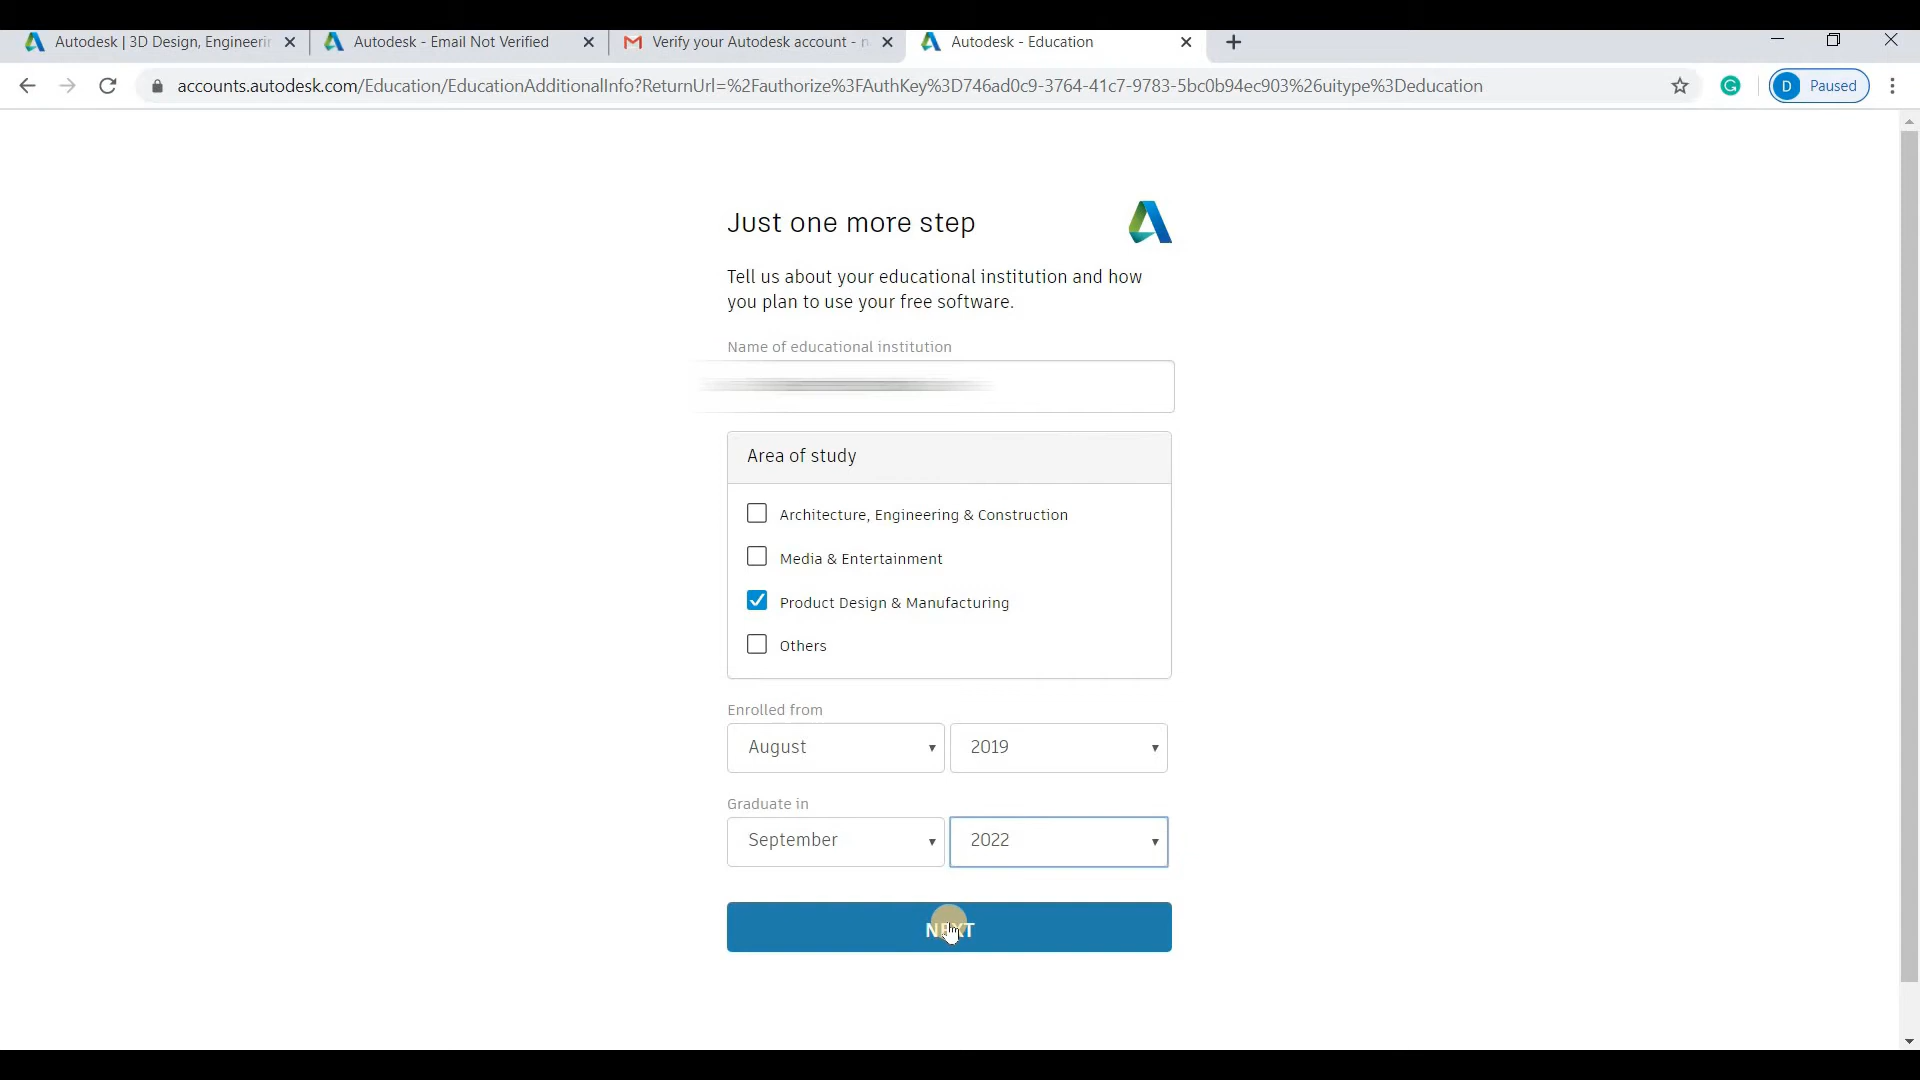 Autodesk | 3D Design, Engineerin
Autodesk - Email Not Verified
Verify your Autodesk account - n
Autodesk - Education
accounts.autodesk.com/Education/EducationAdditionalInfo?ReturnUrl=%2Fauthorize%3FAuthKey%3D746ad0c9-3764-41c7-9783-5bc0b94ec903%26uitype%3Deducation
D Paused
Just one more step
Tell us about your educational institution and how
you plan to use your free software.
Name of educational institution
Area of study
Architecture, Engineering & Construction
Media & Entertainment
Product Design & Manufacturing
Others
Enrolled from
August
2019
Graduate in
September
2022
NEXT